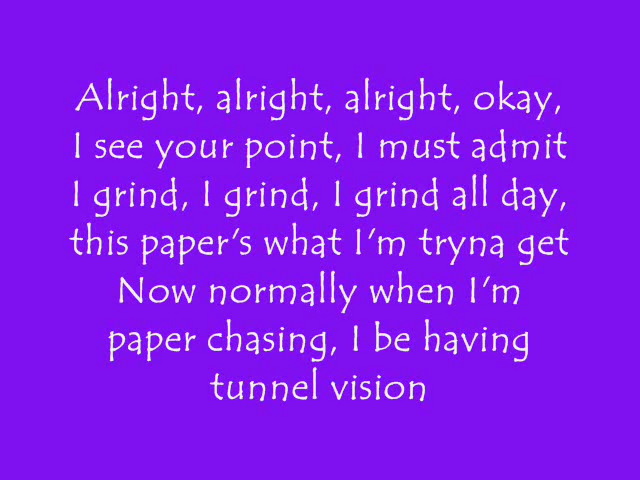 Alright, alright, alright, okay,
I see your point, I must admit
I grind, I grind, I grind all day,
this paper's what I'm tryna get
Now normally when I'm
paper chasing, I be having
tunnel vision